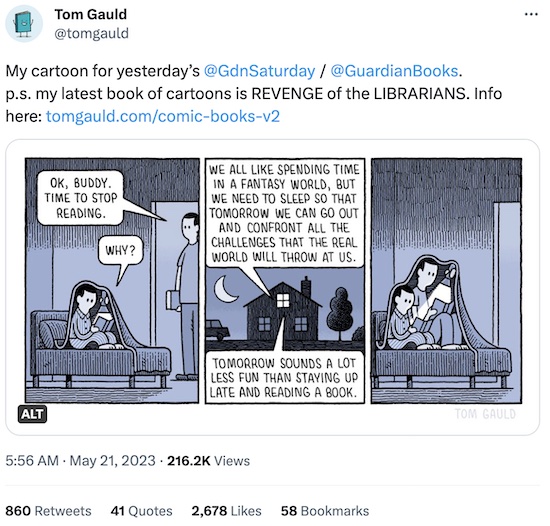 Tom Gauld
@tomgauld
My cartoon for yesterday's @GdnSaturday / @GuardianBooks.
p.s. my latest book of cartoons is REVENGE of the LIBRARIANS. Info
here: tomgauld.com/comic-books-v2
OK, BUDDY.
TIME TO STOP
READING.
WHY?
WE ALL LIKE SPENDING TIME
IN A FANTASY WORLD, BUT
WE NEED TO SLEEP SO THAT
TOMORROW WE CAN GO OUT
AND CONFRONT ALL THE
CHALLENGES THAT THE REAL
WORLD WILL THROW AT US.
TOMORROW SOUNDS A LOT
LESS FUN THAN STAYING UP
LATE AND READING A BOOK.
ALT
TOM GAULD
5:56 AM · May 21, 2023 · 216.2K Views
860 Retweets 41 Quotes 2,678 Likes 58 Bookmarks